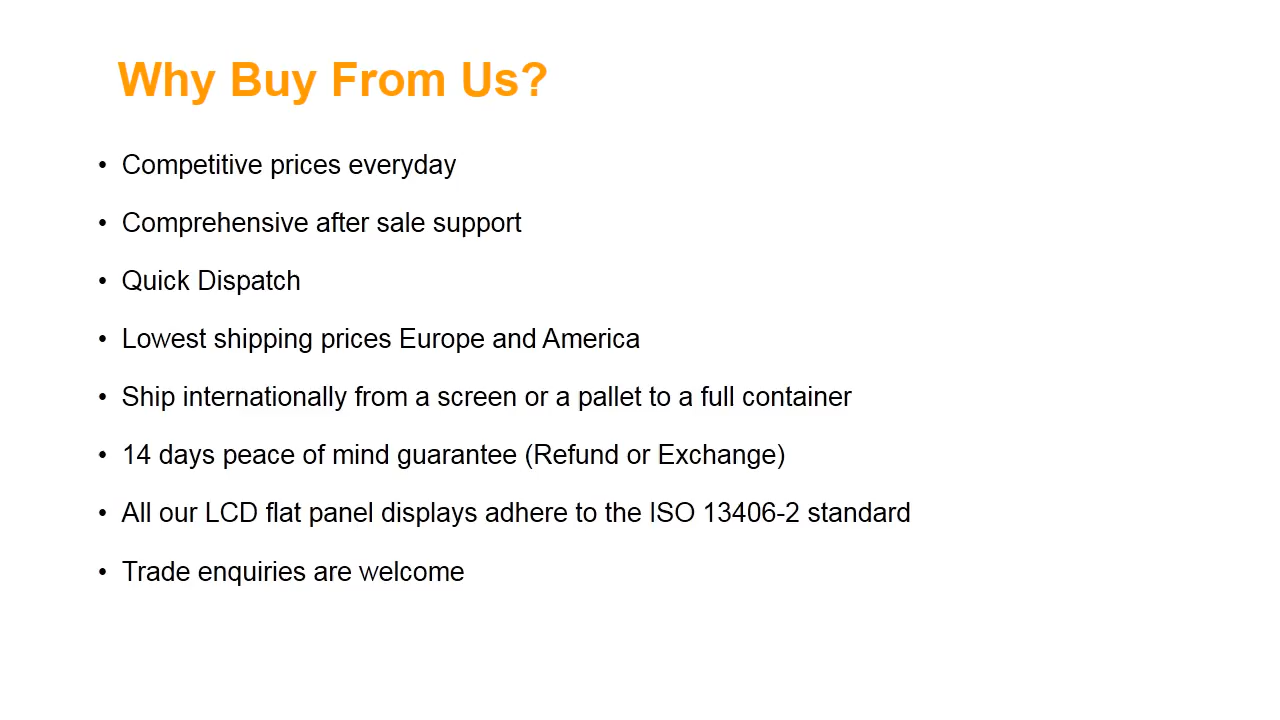 Why Buy From Us?
• Competitive prices everyday
• Comprehensive after sale support
• Quick Dispatch
• Lowest shipping prices Europe and America
• Ship internationally from a screen or a pallet to a full container
• 14 days peace of mind guarantee (Refund or Exchange)
• All our LCD flat panel displays adhere to the ISO 13406-2 standard
• Trade enquiries are welcome